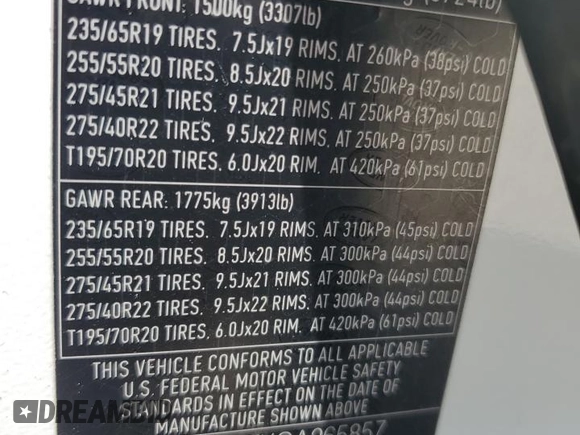 GAWR FRONT: 1500kg (3307lb)
235/65R19 TIRES. 7.5Jx19 RIMS. AT 260kPa (38psi) COLD
255/55R20 TIRES. 8.5Jx20 RIMS. AT 250kPa (37psi) COLD
275/45R21 TIRES. 9.5Jx21 RIMS. AT 250kPa (37psi) COLD
275/40R22 TIRES. 9.5Jx22 RIMS. AT 250kPa (37psi) COLD
T195/70R20 TIRES. 6.0Jx20 RIM. AT 420kPa (61psi) COLD
GAWR REAR: 1775kg (3913lb)
235/65R19 TIRES. 7.5Jx19 RIMS. AT 310kPa (45psi) COLD
255/55R20 TIRES. 8.5Jx20 RIMS. AT 300kPa (44psi) COLD
275/45R21 TIRES. 9.5Jx21 RIMS. AT 300kPa (44psi) COLD
275/40R22 TIRES. 9.5Jx22 RIMS. AT 300kPa (44psi) COLD
T195/70R20 TIRES. 6.0Jx20 RIM. AT 420kPa (61psi) COLD
THIS VEHICLE CONFORMS TO ALL APPLICABLE
U.S. FEDERAL MOTOR VEHICLE SAFETY
STANDARDS IN EFFECT ON THE DATE OF
MANUFACTURE SHOWN ABOVE
DREAMBID.COM